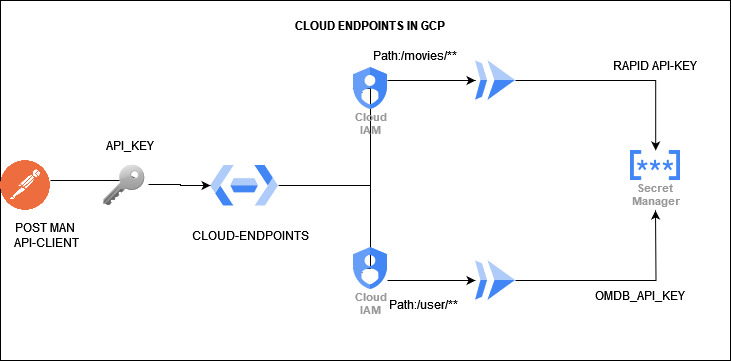 CLOUD ENDPOINTS IN GCP
Path:/movies/**
RAPID API-KEY
Cloud
IAM
API_KEY
***
Secret
Manager
POST MAN
API-CLIENT
CLOUD-ENDPOINTS
Cloud
IAM
Path:/user/**
OMDB_API_KEY